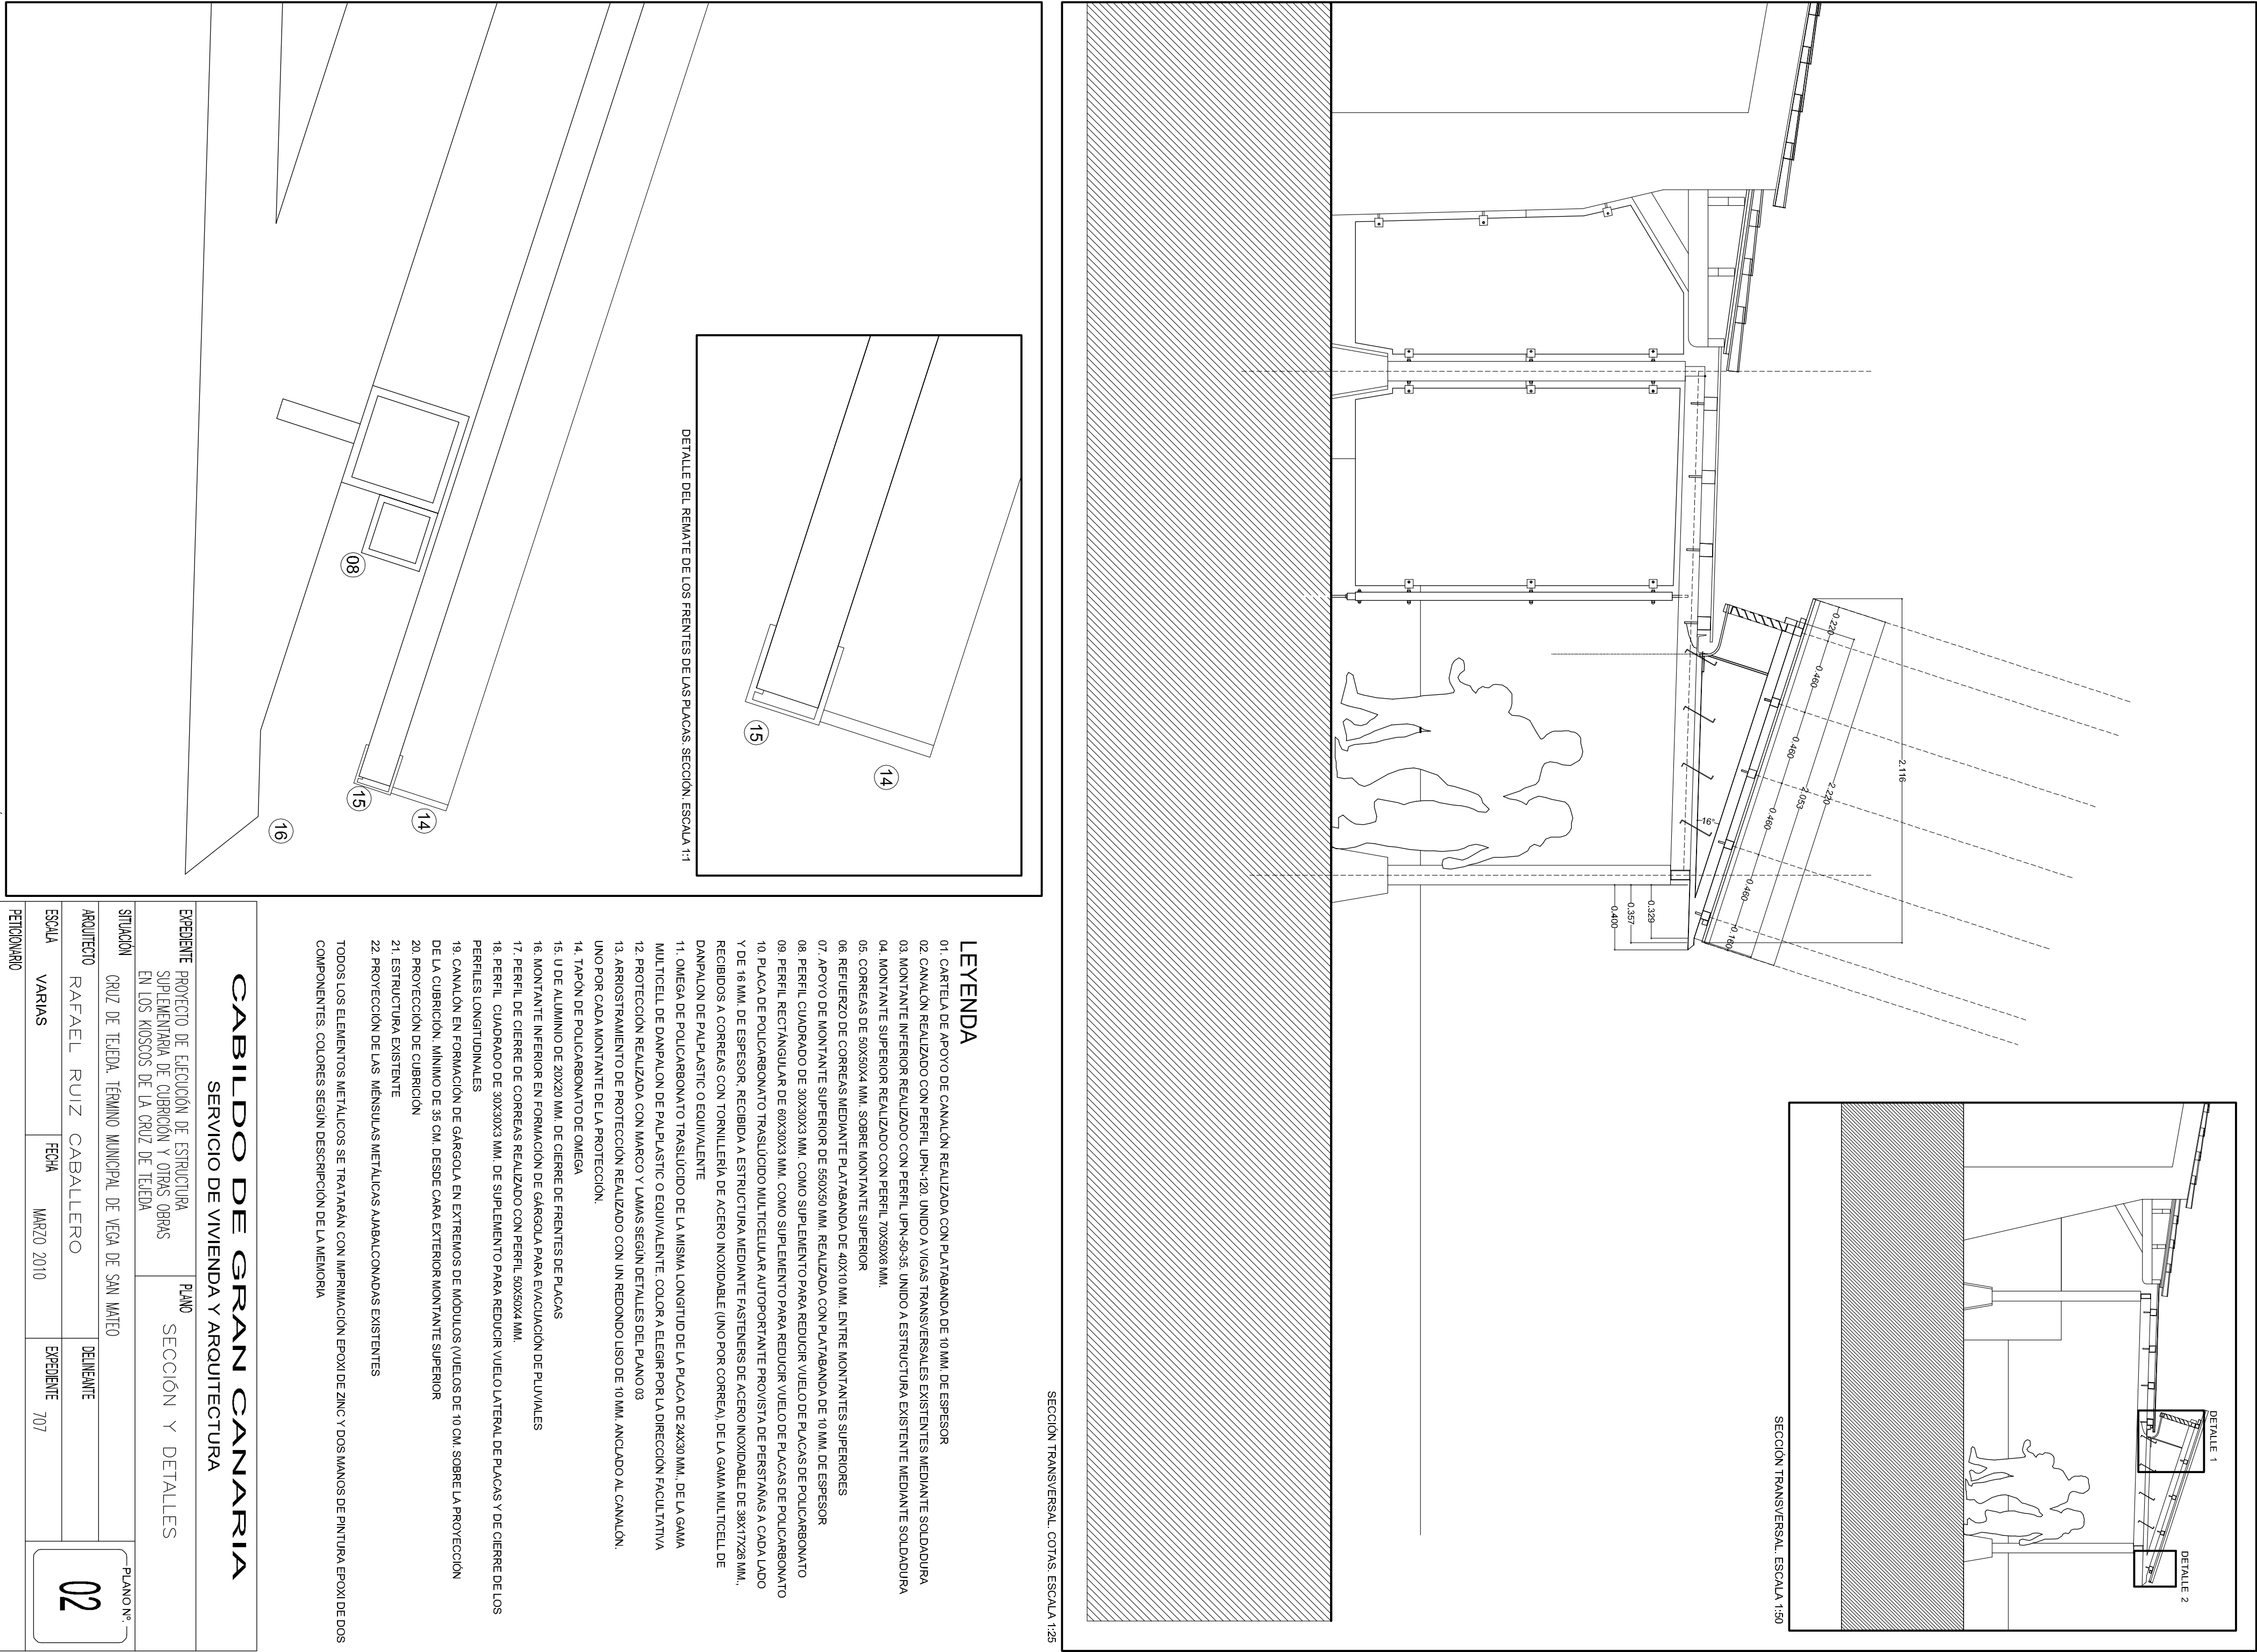 DETALLE 1
DETALLE 2
SECCIÓN TRANSVERSAL. ESCALA 1:50
2.116
2.220
2.053
0.220
0.460
0.460
0.460
0.460
0.160
16°
0.329
0.357
0.400
SECCIÓN TRANSVERSAL. COTAS. ESCALA 1:25
14
15
DETALLE DEL REMATE DE LOS FRENTES DE LAS PLACAS. SECCIÓN. ESCALA 1:1
08
14
15
16
LEYENDA
01. CARTELA DE APOYO DE CANALÓN REALIZADA CON PLATABANDA DE 10 MM. DE ESPESOR
02. CANALÓN REALIZADO CON PERFIL UPN-120. UNIDO A VIGAS TRANSVERSALES EXISTENTES MEDIANTE SOLDADURA
03. MONTANTE INFERIOR REALIZADO CON PERFIL UPN-50-35. UNIDO A ESTRUCTURA EXISTENTE MEDIANTE SOLDADURA
04. MONTANTE SUPERIOR REALIZADO CON PERFIL 70X50X6 MM.
05. CORREAS DE 50X50X4 MM. SOBRE MONTANTE SUPERIOR
06. REFUERZO DE CORREAS MEDIANTE PLATABANDA DE 40X10 MM. ENTRE MONTANTES SUPERIORES
07. APOYO DE MONTANTE SUPERIOR DE 550X50 MM. REALIZADA CON PLATABANDA DE 10 MM. DE ESPESOR
08. PERFIL CUADRADO DE 30X30X3 MM. COMO SUPLEMENTO PARA REDUCIR VUELO DE PLACAS DE POLICARBONATO
09. PERFIL RECTÁNGULAR DE 60X30X3 MM. COMO SUPLEMENTO PARA REDUCIR VUELO DE PLACAS DE POLICARBONATO
10. PLACA DE POLICARBONATO TRASLÚCIDO MULTICELULAR AUTOPORTANTE PROVISTA DE PERSTAÑAS A CADA LADO
Y DE 16 MM. DE ESPESOR, RECIBIDA A ESTRUCTURA MEDIANTE FASTENERS DE ACERO INOXIDABLE DE 38X17X26 MM.,
RECIBIDOS A CORREAS CON TORNILLERÍA DE ACERO INOXIDABLE (UNO POR CORREA), DE LA GAMA MULTICELL DE
DANPALON DE PALPLASTIC O EQUIVALENTE
11. OMEGA DE POLICARBONATO TRASLÚCIDO DE LA MISMA LONGITUD DE LA PLACA DE 24X30 MM., DE LA GAMA
MULTICELL DE DANPALON DE PALPLASTIC O EQUIVALENTE. COLOR A ELEGIR POR LA DIRECCIÓN FACULTATIVA
12. PROTECCIÓN REALIZADA CON MARCO Y LAMAS SEGÚN DETALLES DEL PLANO 03
13. ARRIOSTRAMIENTO DE PROTECCIÓN REALIZADO CON UN REDONDO LISO DE 10 MM. ANCLADO AL CANALÓN.
UNO POR CADA MONTANTE DE LA PROTECCIÓN.
14. TAPÓN DE POLICARBONATO DE OMEGA
15. U DE ALUMINIO DE 20X20 MM. DE CIERRE DE FRENTES DE PLACAS
16. MONTANTE INFERIOR EN FORMACIÓN DE GÁRGOLA PARA EVACUACIÓN DE PLUVIALES
17. PERFIL DE CIERRE DE CORREAS REALIZADO CON PERFIL 50X50X4 MM.
18. PERFIL CUADRADO DE 30X30X3 MM. DE SUPLEMENTO PARA REDUCIR VUELO LATERAL DE PLACAS Y DE CIERRE DE LOS
PERFILES LONGITUDINALES
19. CANALÓN EN FORMACIÓN DE GÁRGOLA EN EXTREMOS DE MÓDULOS (VUELOS DE 10 CM. SOBRE LA PROYECCIÓN
DE LA CUBRICIÓN. MÍNIMO DE 35 CM. DESDE CARA EXTERIOR MONTANTE SUPERIOR
20. PROYECCIÓN DE CUBRICIÓN
21. ESTRUCTURA EXISTENTE
22. PROYECCIÓN DE LAS MÉNSULAS METÁLICAS AJABALCONADAS EXISTENTES
TODOS LOS ELEMENTOS METÁLICOS SE TRATARÁN CON IMPRIMACIÓN EPOXI DE ZINC Y DOS MANOS DE PINTURA EPOXI DE DOS
COMPONENTES. COLORES SEGÚN DESCRIPCIÓN DE LA MEMORIA
CABILDO DE GRAN CANARIA
SERVICIO DE VIVIENDA Y ARQUITECTURA
EXPEDIENTE PROYECTO DE EJECUCIÓN DE ESTRUCTURA
SUPLEMENTARIA DE CUBRICIÓN Y OTRAS OBRAS
EN LOS KIOSCOS DE LA CRUZ DE TEJEDA
PLANO
SECCIÓN Y DETALLES
SITUACIÓN
CRUZ DE TEJEDA. TÉRMINO MUNICIPAL DE VEGA DE SAN MATEO
ARQUITECTO
RAFAEL RUIZ CABALLERO
DELINEANTE
ESCALA
VARIAS
FECHA
MARZO 2010
EXPEDIENTE
707
PLANO Nº.
02
PETICIONARIO